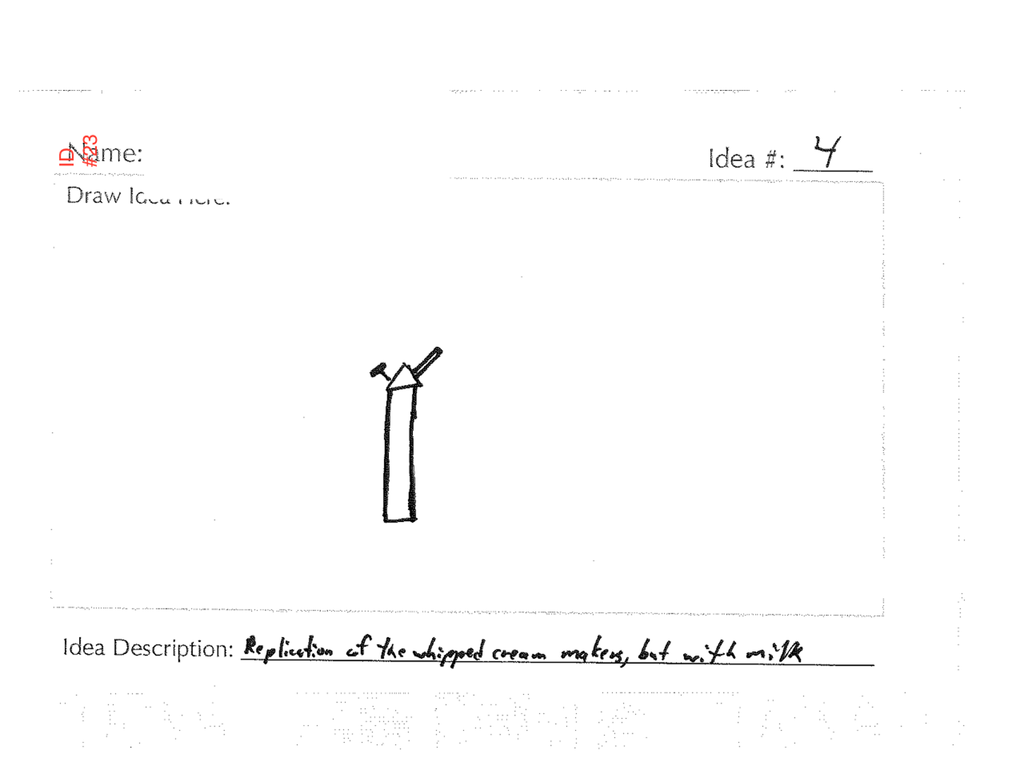 ID #23
Name:
Idea #: 4
Draw Idea Here:
Idea Description: Replication of the whipped cream makers, but with milk